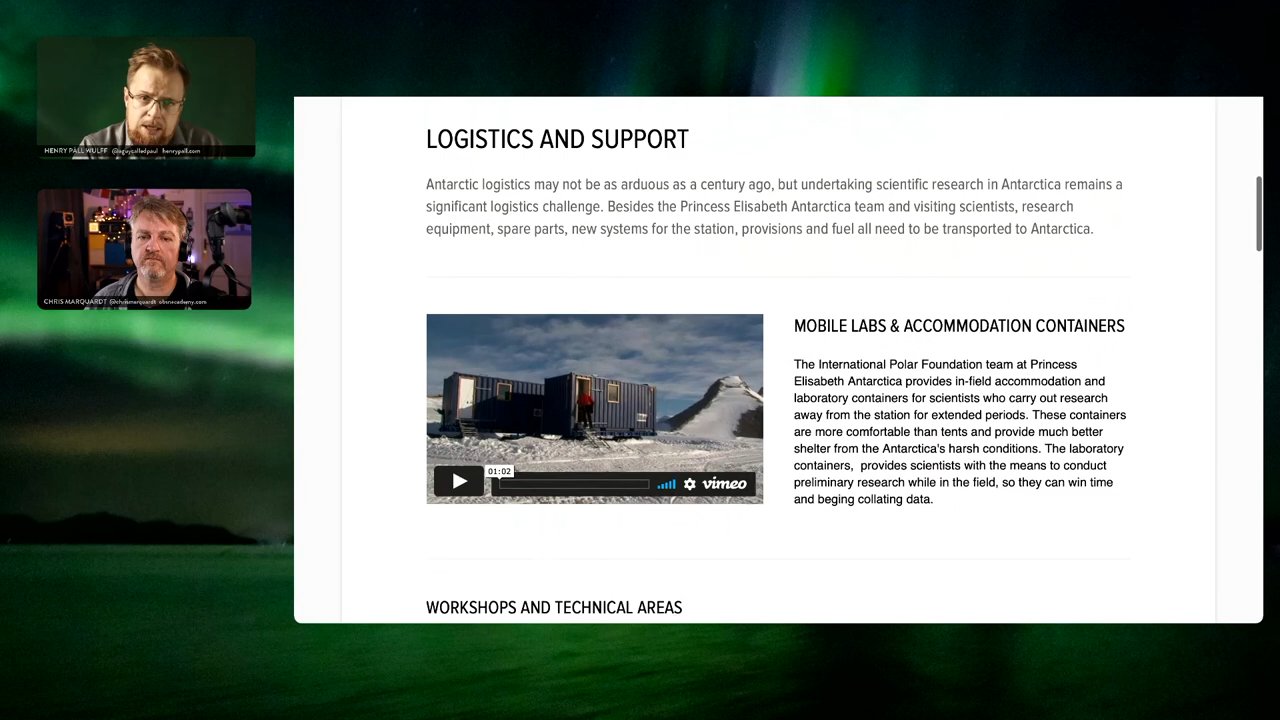 HENRY PALL WULFF @aguycalledpaul henrypall.com
CHRIS MARQUARDT @chrismarquardt absnacademy.com
LOGISTICS AND SUPPORT
Antarctic logistics may not be as arduous as a century ago, but undertaking scientific research in Antarctica remains a
significant logistics challenge. Besides the Princess Elisabeth Antarctica team and visiting scientists, research
equipment, spare parts, new systems for the station, provisions and fuel all need to be transported to Antarctica.
01:02
vimeo
MOBILE LABS & ACCOMMODATION CONTAINERS
The International Polar Foundation team at Princess
Elisabeth Antarctica provides in-field accommodation and
laboratory containers for scientists who carry out research
away from the station for extended periods. These containers
are more comfortable than tents and provide much better
shelter from the Antarctica's harsh conditions. The laboratory
containers,  provides scientists with the means to conduct
preliminary research while in the field, so they can win time
and beging collating data.
WORKSHOPS AND TECHNICAL AREAS